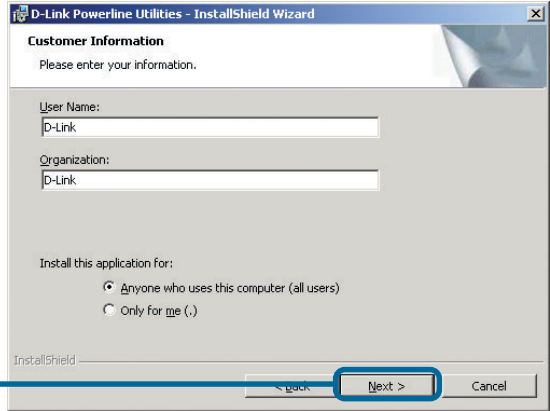 D-Link Powerline Utilities - InstallShield Wizard
Customer Information
Please enter your information.
User Name:
D-Link
Organization:
D-Link
Install this application for:
Anyone who uses this computer (all users)
Only for me (.)
InstallShield
< Back
Next >
Cancel